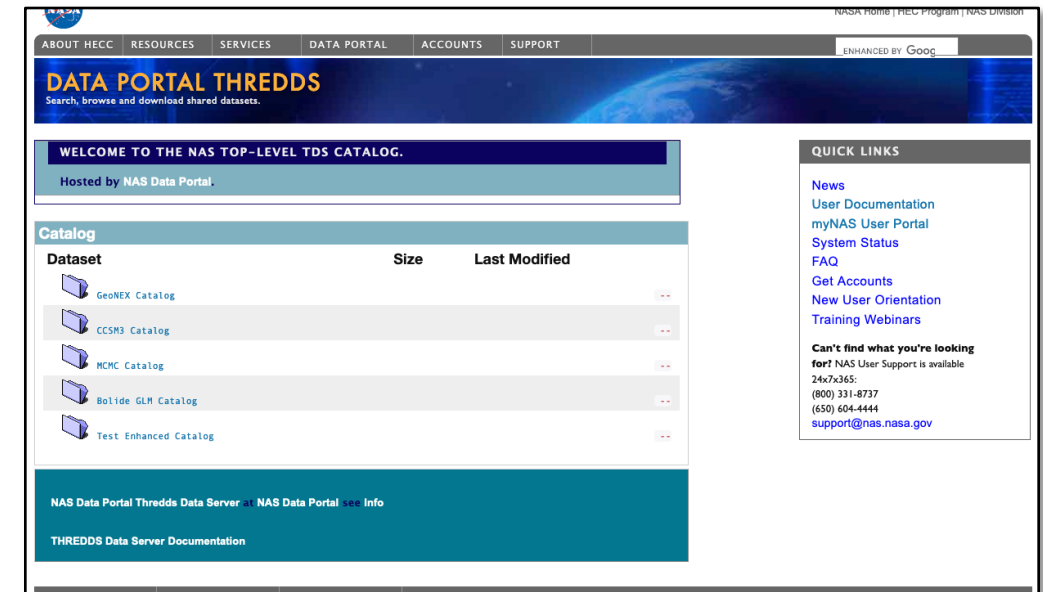 NASA Home | HEC Program | NAS Division
ABOUT HECC RESOURCES SERVICES DATA PORTAL ACCOUNTS SUPPORT
ENHANCED BY Goog
DATA PORTAL THREDDS
Search, browse and download shared datasets.
WELCOME TO THE NAS TOP-LEVEL TDS CATALOG.
Hosted by NAS Data Portal.
Catalog
Dataset Size Last Modified
GeoNEX Catalog --
CCSM3 Catalog --
MCMC Catalog --
Bolide GLM Catalog --
Test Enhanced Catalog --
NAS Data Portal Thredds Data Server at NAS Data Portal see Info
THREDDS Data Server Documentation
QUICK LINKS
News
User Documentation
myNAS User Portal
System Status
FAQ
Get Accounts
New User Orientation
Training Webinars
Can't find what you're looking
for? NAS User Support is available
24x7x365:
(800) 331-8737
(650) 604-4444
support@nas.nasa.gov